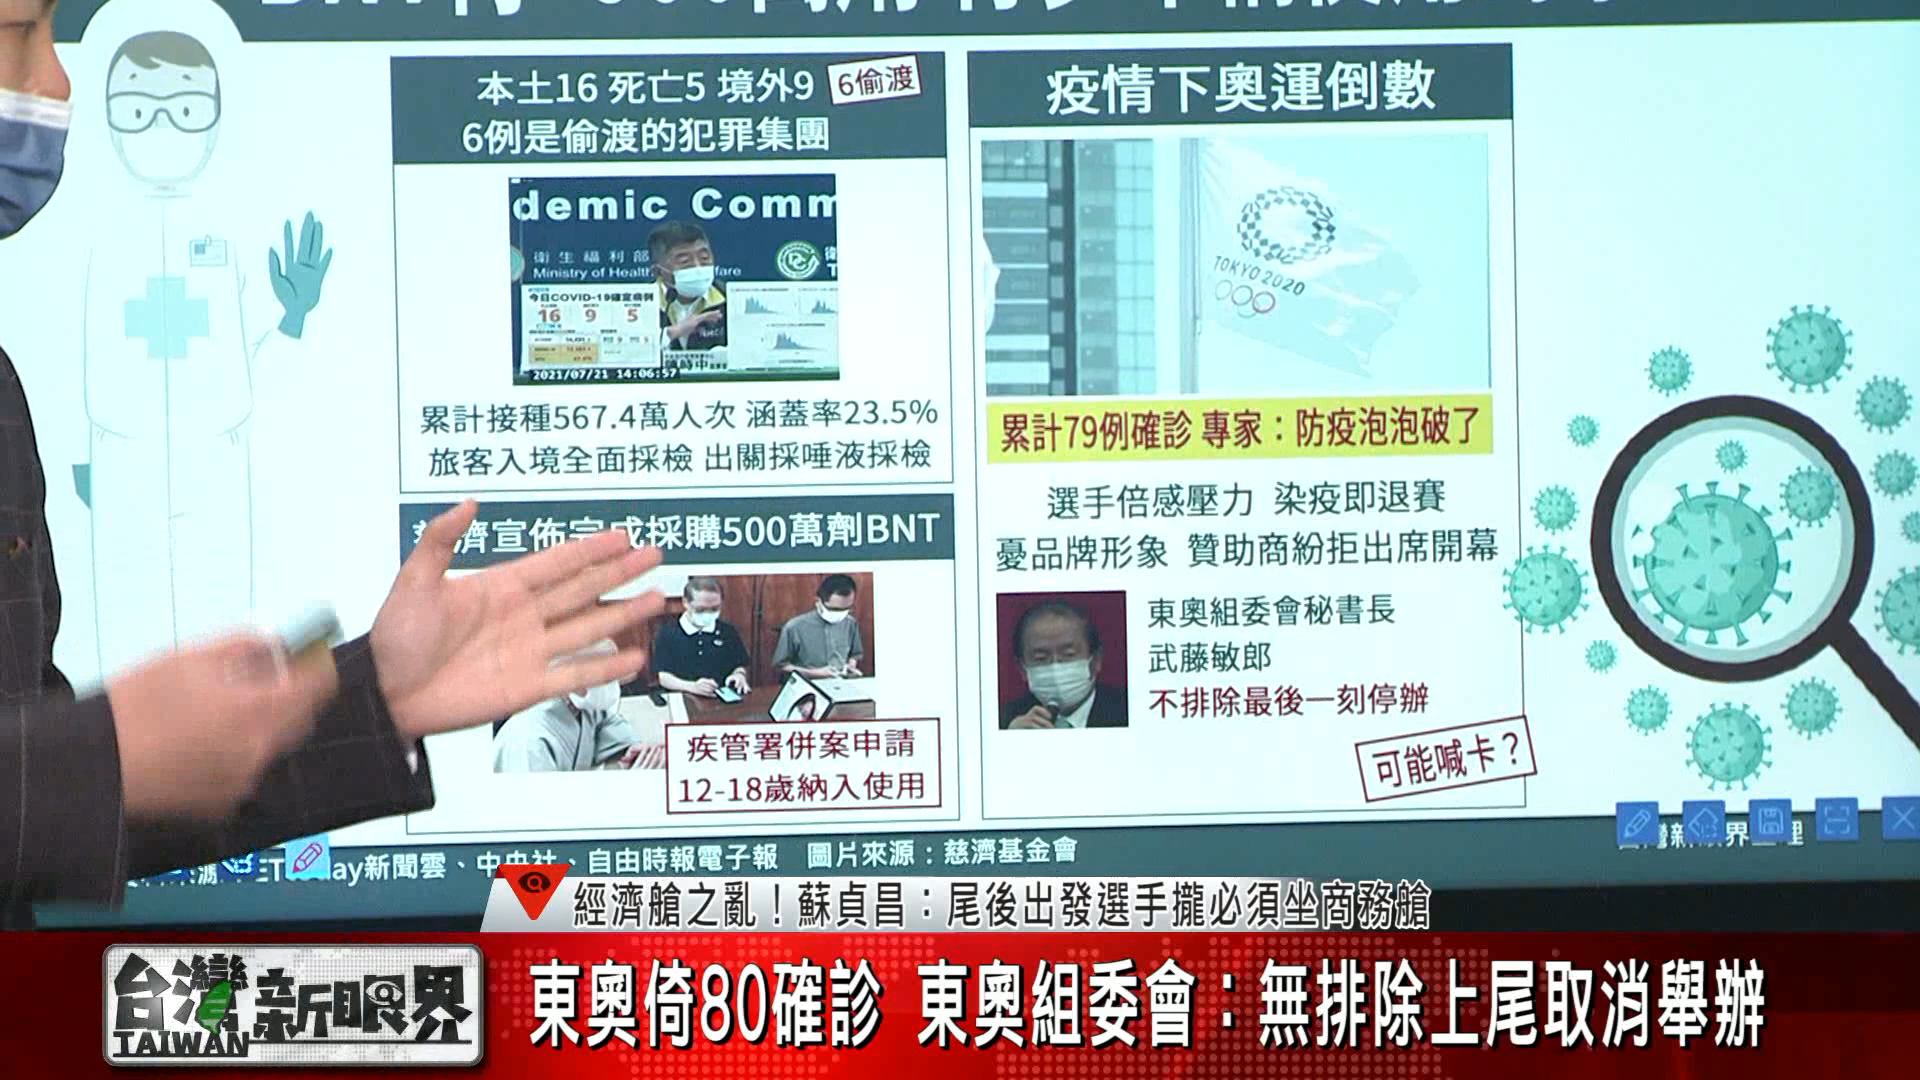 本土16 死亡5 境外9 6偷渡
6例是偷渡的犯罪集團
demic Comm
衛生福利部
Ministry of Health
今日COVID-19確定病例
16 9 5
2021/07/21 14:06:57
累計接種567.4萬人次 涵蓋率23.5%
旅客入境全面採檢 出關採唾液採檢
濟宣佈完成採購500萬劑BNT
疾管署併案申請
12-18歲納入使用
疫情下奧運倒數
TOKYO 2020
累計79例確診 專家：防疫泡泡破了
選手倍感壓力 染疫即退賽
憂品牌形象 贊助商紛拒出席開幕
東奧組委會秘書長
武藤敏郎
不排除最後一刻停辦
可能喊卡？
新聞雲、中央社、自由時報電子報 圖片來源：慈濟基金會
經濟艙之亂！蘇貞昌：尾後出發選手攏必須坐商務艙
台灣新眼界
TAIWAN
東奧倚80確診 東奧組委會：無排除上尾取消舉辦